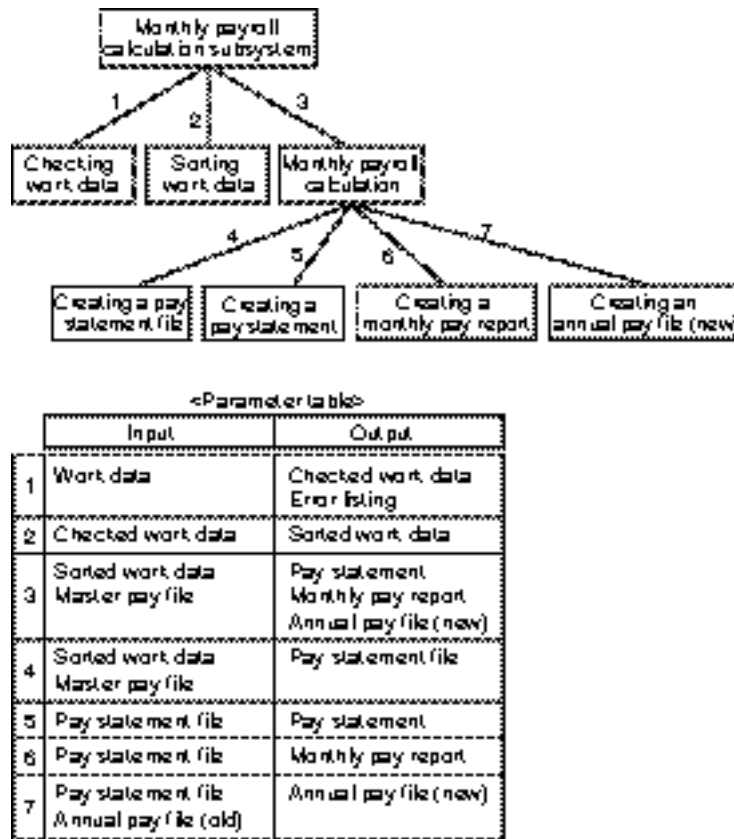 Monthly payroll
calculation subsystem
1
2
3
Checking
work data
Sorting
work data
Monthly payroll
calculation
4
5
6
7
Creating a pay
statement file
Creating a
pay statement
Creating a
monthly pay report
Creating an
annual pay file (new)
<Parameter table>
Input Output
1 Work data Checked work data
Error listing
2 Checked work data Sorted work data
3 Sorted work data Pay statement
Master pay file Monthly pay report
Annual pay file (new)
4 Sorted work data Pay statement file
Master pay file
5 Pay statement file Pay statement
6 Pay statement file Monthly pay report
7 Pay statement file Annual pay file (new)
Annual pay file (old)